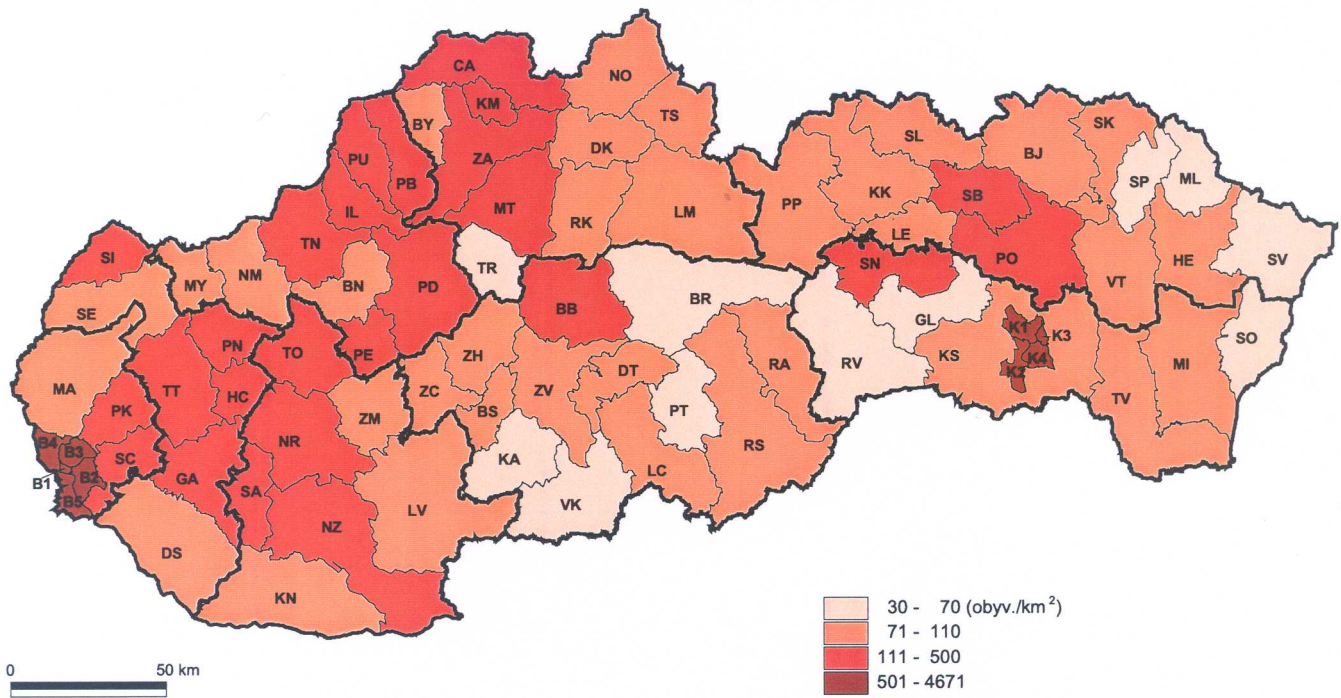 CA
NO
KM
TS
BY
SL
SK
DK
BJ
PU
ZA
PB
SP
ML
PP
KK
SB
IL
MT
RK
LM
LE
TN
SI
TR
SN
PO
HE
SV
MY
NM
BN
PD
VT
SE
BB
BR
GL
K1
K3
SO
PN
TO
PE
ZH
KS
K4
MI
MA
TT
HC
ZC
ZV
DT
RA
RV
K2
PK
ZM
BS
PT
TV
B4
B3
SC
NR
KA
LC
RS
B1
B2
GA
SA
B5
NZ
LV
VK
DS
KN
30 - 70 (obyv./km²)
71 - 110
111 - 500
501 - 4671
0 50 km